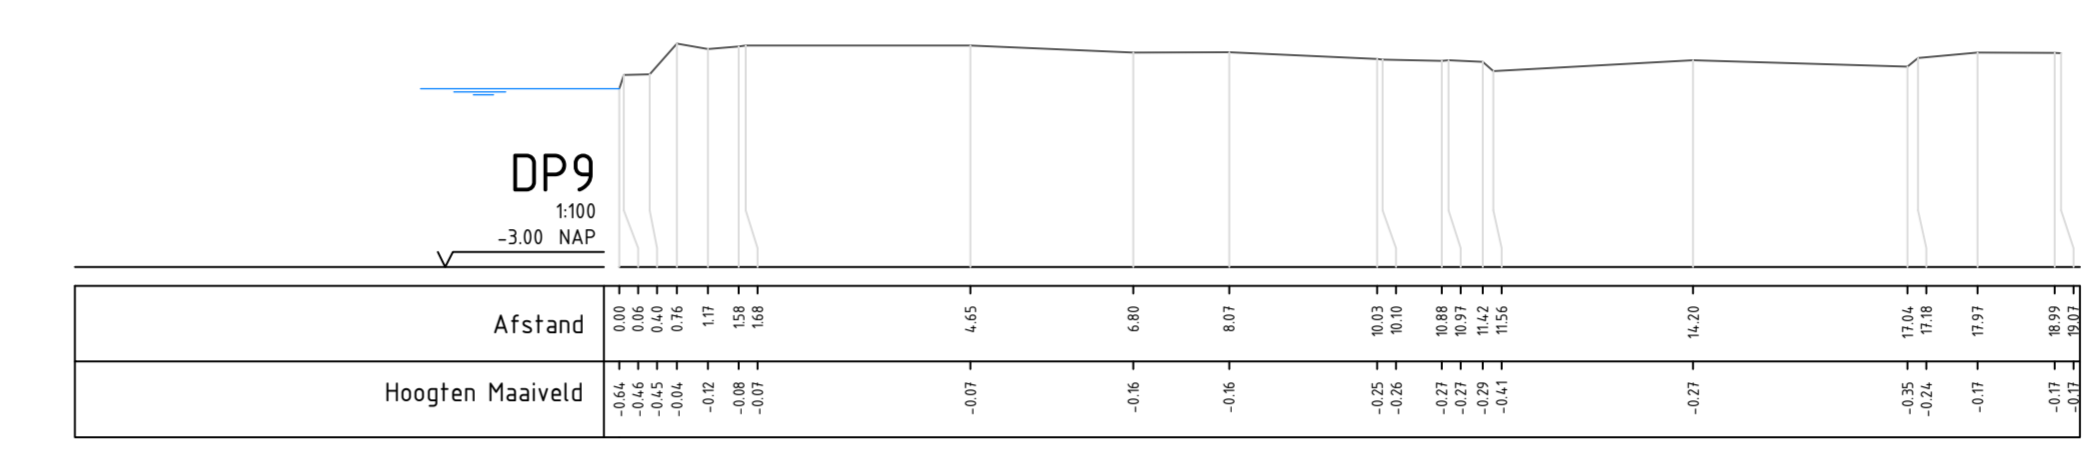 DP9
1:100
-3.00 NAP
Afstand 0.00 0.06 0.40 0.76 1.17 1.58 1.68 4.65 6.80 8.07 10.03 10.10 10.88 10.97 11.42 11.56 14.20 17.04 17.18 17.97 18.99 19.07
Hoogten Maaiveld -0.64 -0.46 -0.45 -0.04 -0.12 -0.08 -0.07 -0.07 -0.16 -0.16 -0.25 -0.26 -0.27 -0.27 -0.29 -0.41 -0.27 -0.35 -0.24 -0.17 -0.17 -0.17